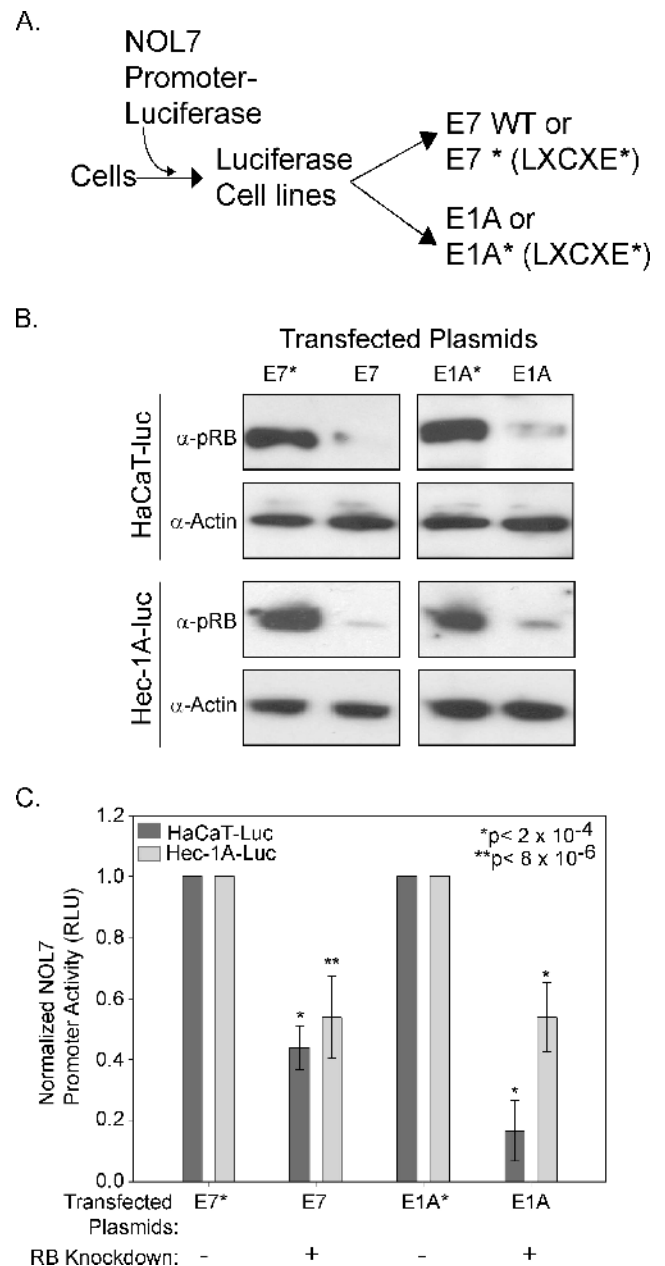 A.
NOL7
Promoter-
Luciferase
Cells
Luciferase
Cell lines
E7 WT or
E7 * (LXCXE*)
E1A or
E1A* (LXCXE*)
B.
Transfected Plasmids
E7* E7 E1A* E1A
HaCaT-luc
α-pRB
α-Actin
Hec-1A-luc
α-pRB
α-Actin
C.
HaCaT-Luc
Hec-1A-Luc
*p< 2 x 10-4
**p< 8 x 10-6
Normalized NOL7
Promoter Activity (RLU)
1.2
1.0
0.8
0.6
0.4
0.2
0.0
* ** * *
Transfected
Plasmids:
E7* E7 E1A* E1A
RB Knockdown: - + - +